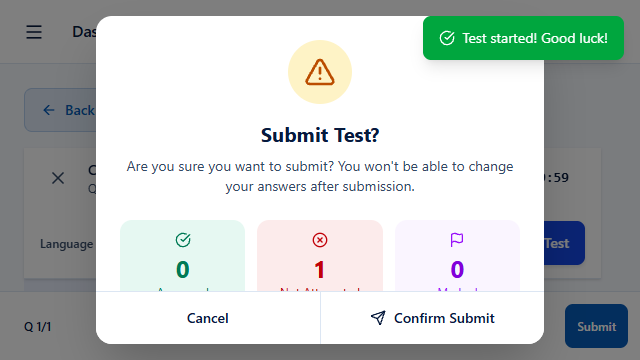 Test started! Good luck!
Back
Submit Test?
Are you sure you want to submit? You won't be able to change
your answers after submission.
:59
Language
Test
0
1
0
Cancel
Confirm Submit
Q 1/1
Submit